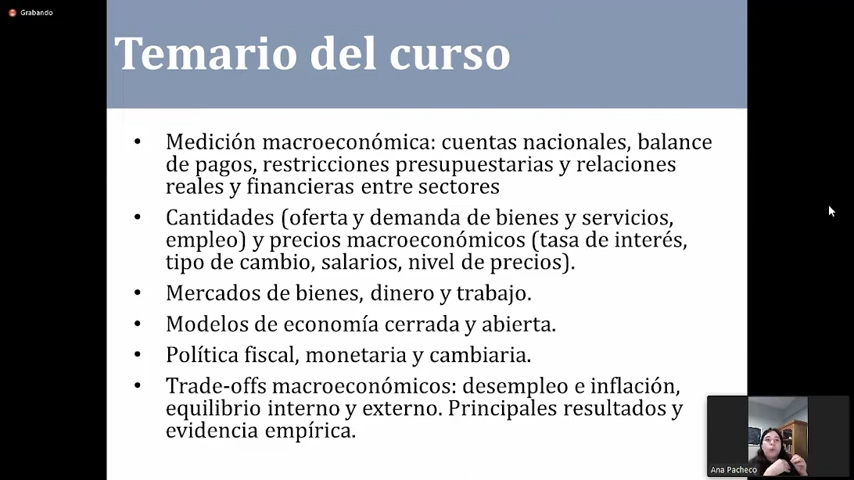 Grabando
Temario del curso
• Medición macroeconómica: cuentas nacionales, balance
de pagos, restricciones presupuestarias y relaciones
reales y financieras entre sectores
• Cantidades (oferta y demanda de bienes y servicios,
empleo) y precios macroeconómicos (tasa de interés,
tipo de cambio, salarios, nivel de precios).
• Mercados de bienes, dinero y trabajo.
• Modelos de economía cerrada y abierta.
• Política fiscal, monetaria y cambiaria.
• Trade-offs macroeconómicos: desempleo e inflación,
equilibrio interno y externo. Principales resultados y
evidencia empírica.
Ana Pacheco